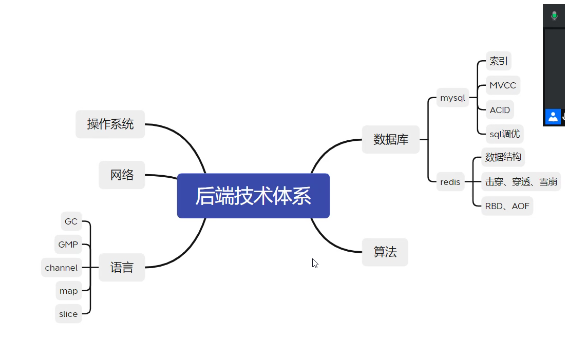 后端技术体系
操作系统
网络
语言
GC
GMP
channel
map
slice
数据库
mysql
索引
MVCC
ACID
sql调优
redis
数据结构
击穿、穿透、雪崩
RBD、AOF
算法